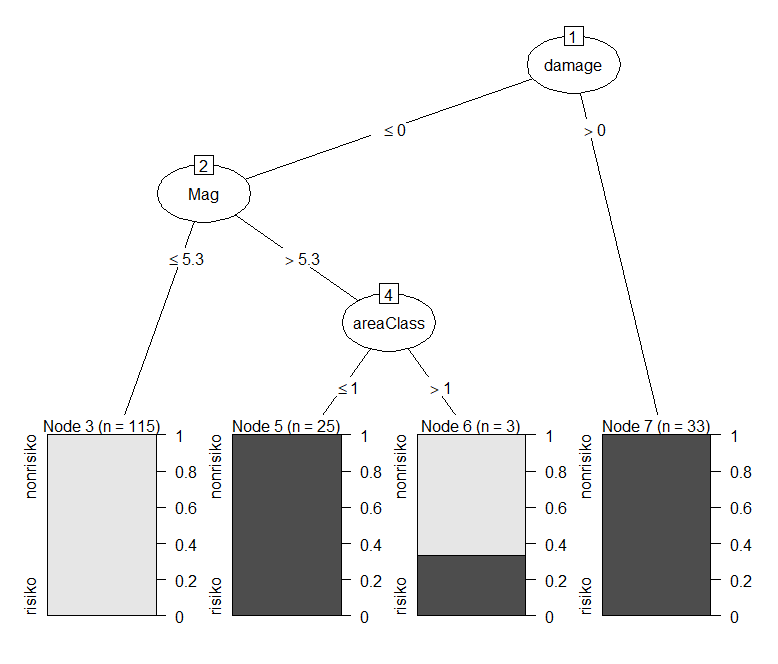 1
damage
≤ 0
> 0
2
Mag
≤ 5.3
> 5.3
4
areaClass
≤ 1
> 1
Node 3 (n = 115)
nonrisiko
risiko
1
0.8
0.6
0.4
0.2
0
Node 5 (n = 25)
nonrisiko
risiko
1
0.8
0.6
0.4
0.2
0
Node 6 (n = 3)
nonrisiko
risiko
1
0.8
0.6
0.4
0.2
0
Node 7 (n = 33)
nonrisiko
risiko
1
0.8
0.6
0.4
0.2
0